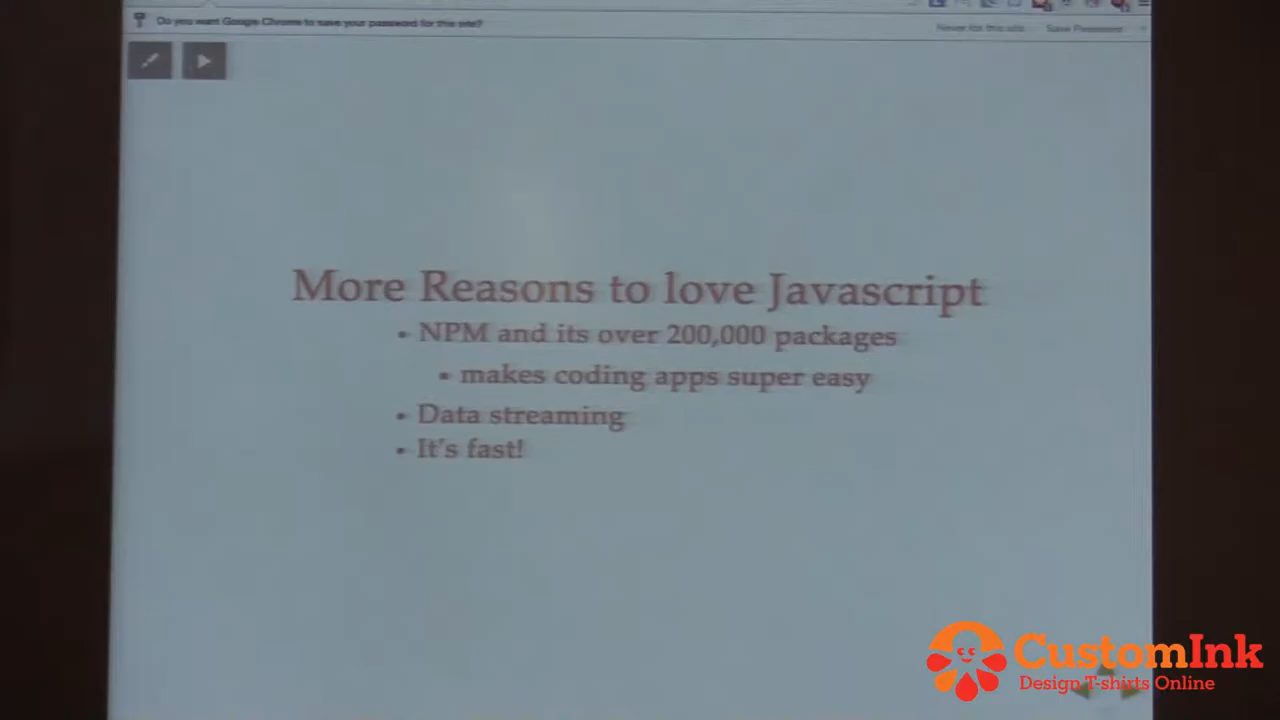 Do you want Google Chrome to save your password for this site?
Never for this site
Save Password
More Reasons to love Javascript
• NPM and its over 200,000 packages
▪ makes coding apps super easy
• Data streaming
• It's fast!
CustomInk
Design T-shirts Online